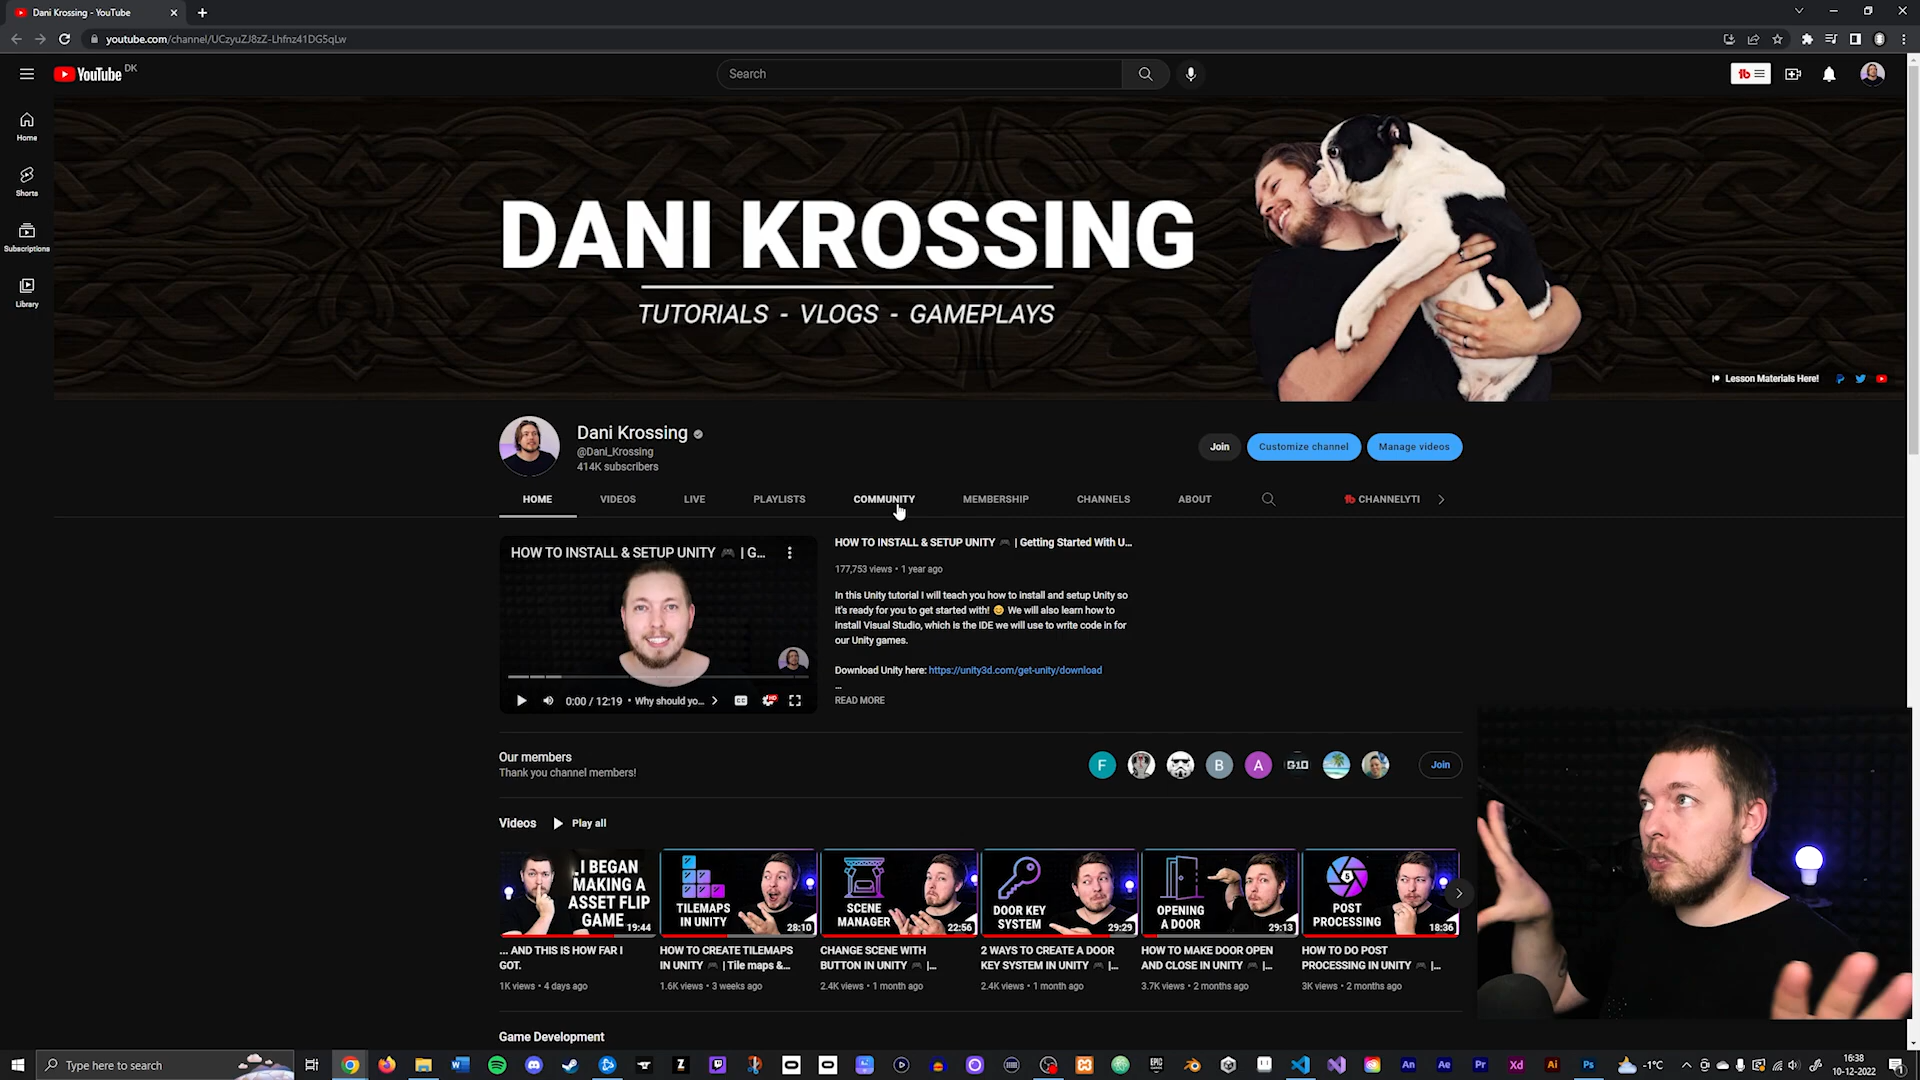 Dani Krossing - YouTube
youtube.com/channel/UCzyuZJ8zZ-Lhfnz41DG5qLw
YouTube DK
Search
Home
Shorts
Subscriptions
Library
DANI KROSSING
TUTORIALS - VLOGS - GAMEPLAYS
Lesson Materials Here!
Dani Krossing
@Dani_Krossing
414K subscribers
Join
Customize channel
Manage videos
HOME VIDEOS LIVE PLAYLISTS COMMUNITY MEMBERSHIP CHANNELS ABOUT CHANNELYTI
HOW TO INSTALL & SETUP UNITY 🎮 | G...
0:00 / 12:19 • Why should yo...
HOW TO INSTALL & SETUP UNITY 🎮 | Getting Started With U...
177,753 views • 1 year ago
In this Unity tutorial I will teach you how to install and setup Unity so
it's ready for you to get started with! 😊 We will also learn how to
install Visual Studio, which is the IDE we will use to write code in for
our Unity games.
Download Unity here: https://unity3d.com/get-unity/download
...
READ MORE
Our members
Thank you channel members!
F
B
A
Join
Videos
Play all
..I BEGAN
MAKING A
ASSET FLIP
GAME
19:44
TILEMAPS
IN UNITY
28:10
SCENE
MANAGER
22:56
DOOR KEY
SYSTEM
29:29
OPENING
A DOOR
29:13
5
POST
PROCESSING
18:36
... AND THIS IS HOW FAR I
GOT.
1K views • 4 days ago
HOW TO CREATE TILEMAPS
IN UNITY 🎮 | Tile maps &...
1.6K views • 3 weeks ago
CHANGE SCENE WITH
BUTTON IN UNITY 🎮 |...
2.4K views • 1 month ago
2 WAYS TO CREATE A DOOR
KEY SYSTEM IN UNITY 🎮 |...
2.4K views • 1 month ago
HOW TO MAKE DOOR OPEN
AND CLOSE IN UNITY 🎮 |...
3.7K views • 2 months ago
HOW TO DO POST
PROCESSING IN UNITY 🎮 |...
3K views • 2 months ago
Game Development
Type here to search
-1°C
16:38
10-12-2022